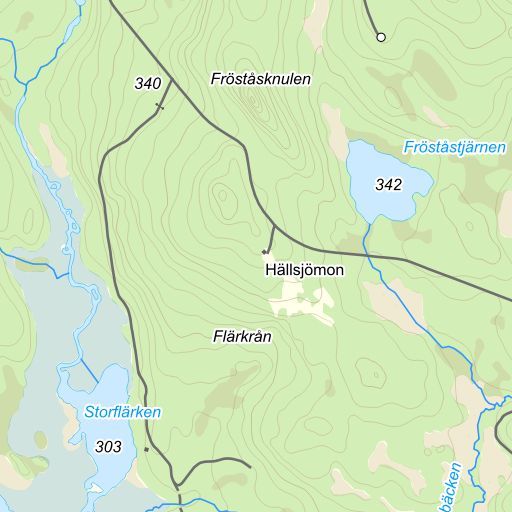 340
Fröståsknulen
Fröståstjärnen
342
Hällsjömon
Flärkrån
Storflärken
303
bäcken